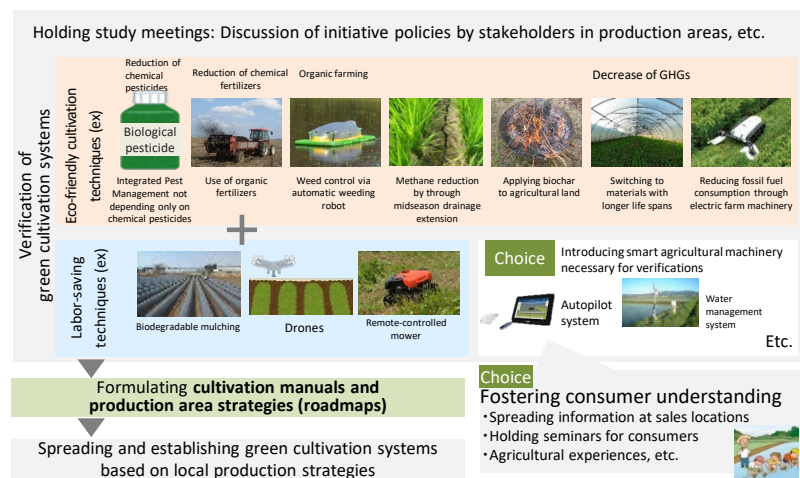 Holding study meetings: Discussion of initiative policies by stakeholders in production areas, etc.
Verification of
green cultivation systems
Eco-friendly cultivation
techniques (ex)
Reduction of
chemical
pesticides
Reduction of chemical
fertilizers
Organic farming
Decrease of GHGs
Biological
pesticide
Integrated Pest
Management not
depending only on
chemical pesticides
Use of organic
fertilizers
Weed control via
automatic weeding
robot
Methane reduction
by through
midseason drainage
extension
Applying biochar
to agricultural land
Switching to
materials with
longer life spans
Reducing fossil fuel
consumption through
electric farm machinery
+
Labor-saving
techniques (ex)
Biodegradable mulching
Drones
Remote-controlled
mower
Choice
Introducing smart agricultural machinery
necessary for verifications
Autopilot
system
Water
management
system
Etc.
Formulating cultivation manuals and
production area strategies (roadmaps)
Spreading and establishing green cultivation systems
based on local production strategies
Choice
Fostering consumer understanding
・Spreading information at sales locations
・Holding seminars for consumers
・Agricultural experiences, etc.